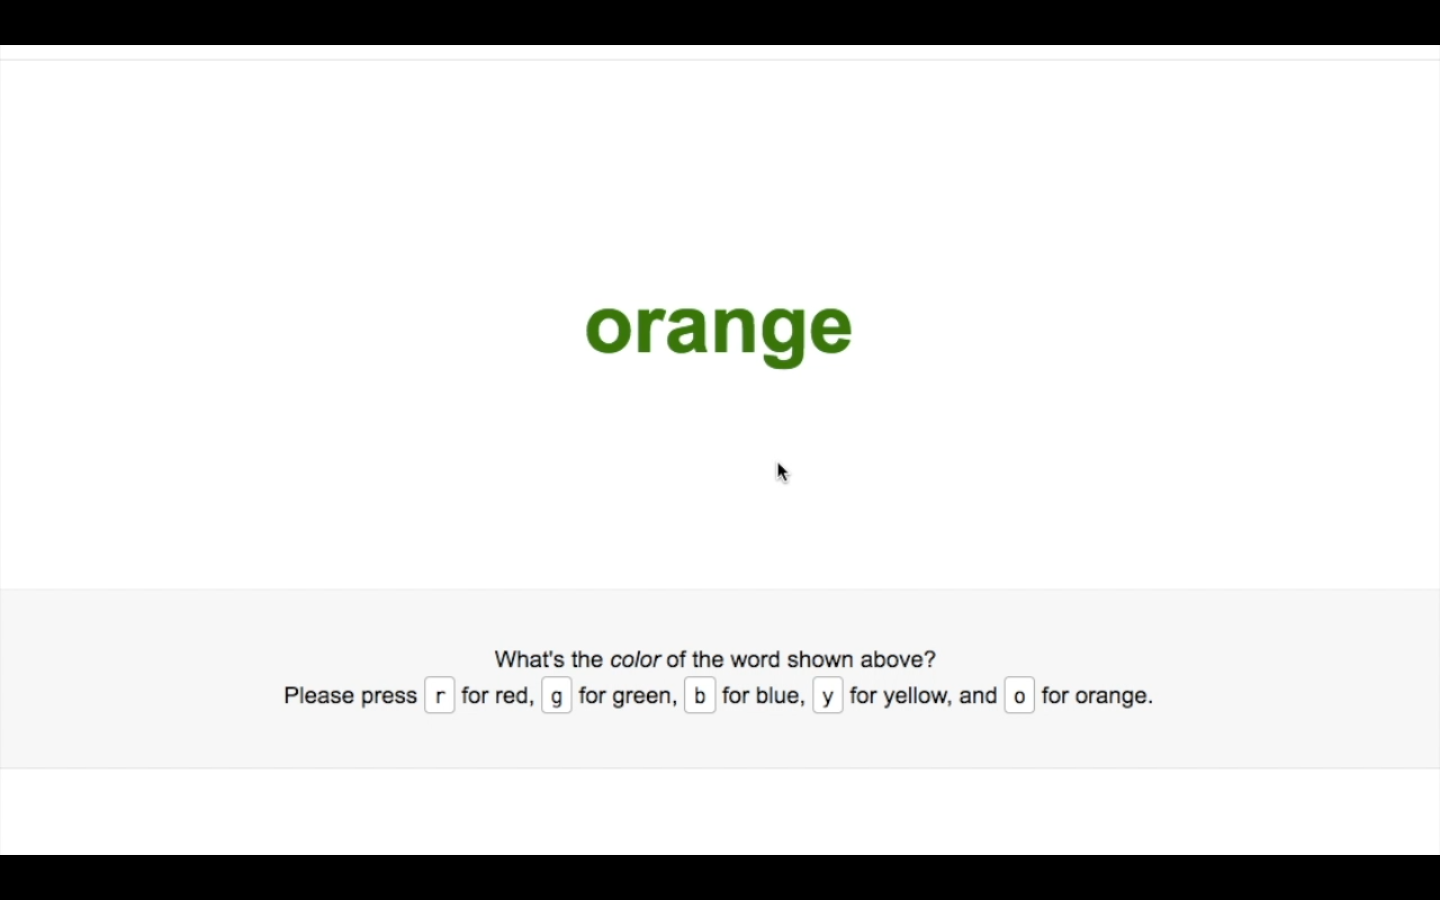 orange
What's the color of the word shown above?
Please press r for red, g for green, b for blue, y for yellow, and o for orange.